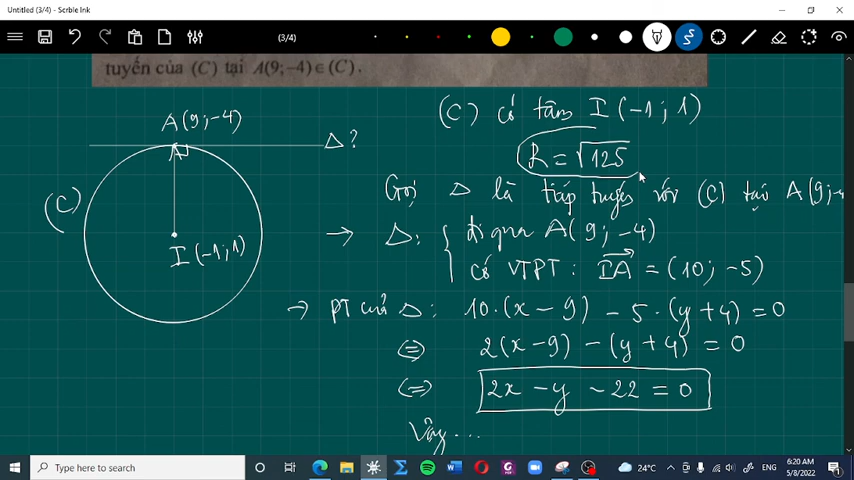 Untitled (3/4) - Scrble Ink
(3/4)
tuyến của (C) tại A(9;-4)∈(C).
A(9;-4)
Δ?
(C)
I(-1;1)
(C) có tâm I(-1;1)
R = √125
Gọi Δ là tiếp tuyến với (C) tại A(9;-4
→ Δ: { đi qua A(9;-4)
có VTPT: IA = (10;-5)
→ PT của Δ: 10.(x-9) - 5.(y+4) = 0
⇔ 2(x-9) - (y+4) = 0
⇔ 2x - y - 22 = 0
Vậy...
Type here to search
24°C
ENG
6:20 AM
5/8/2022